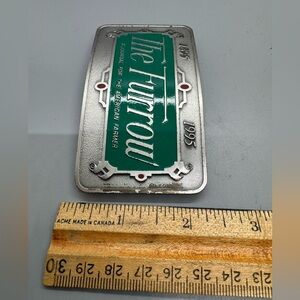 1895
The Furrow
A JOURNAL FOR THE AMERICAN FARMER
1995
ACME MADE IN CANADA
1
2
3
30 29 28 27 26 25 24 23